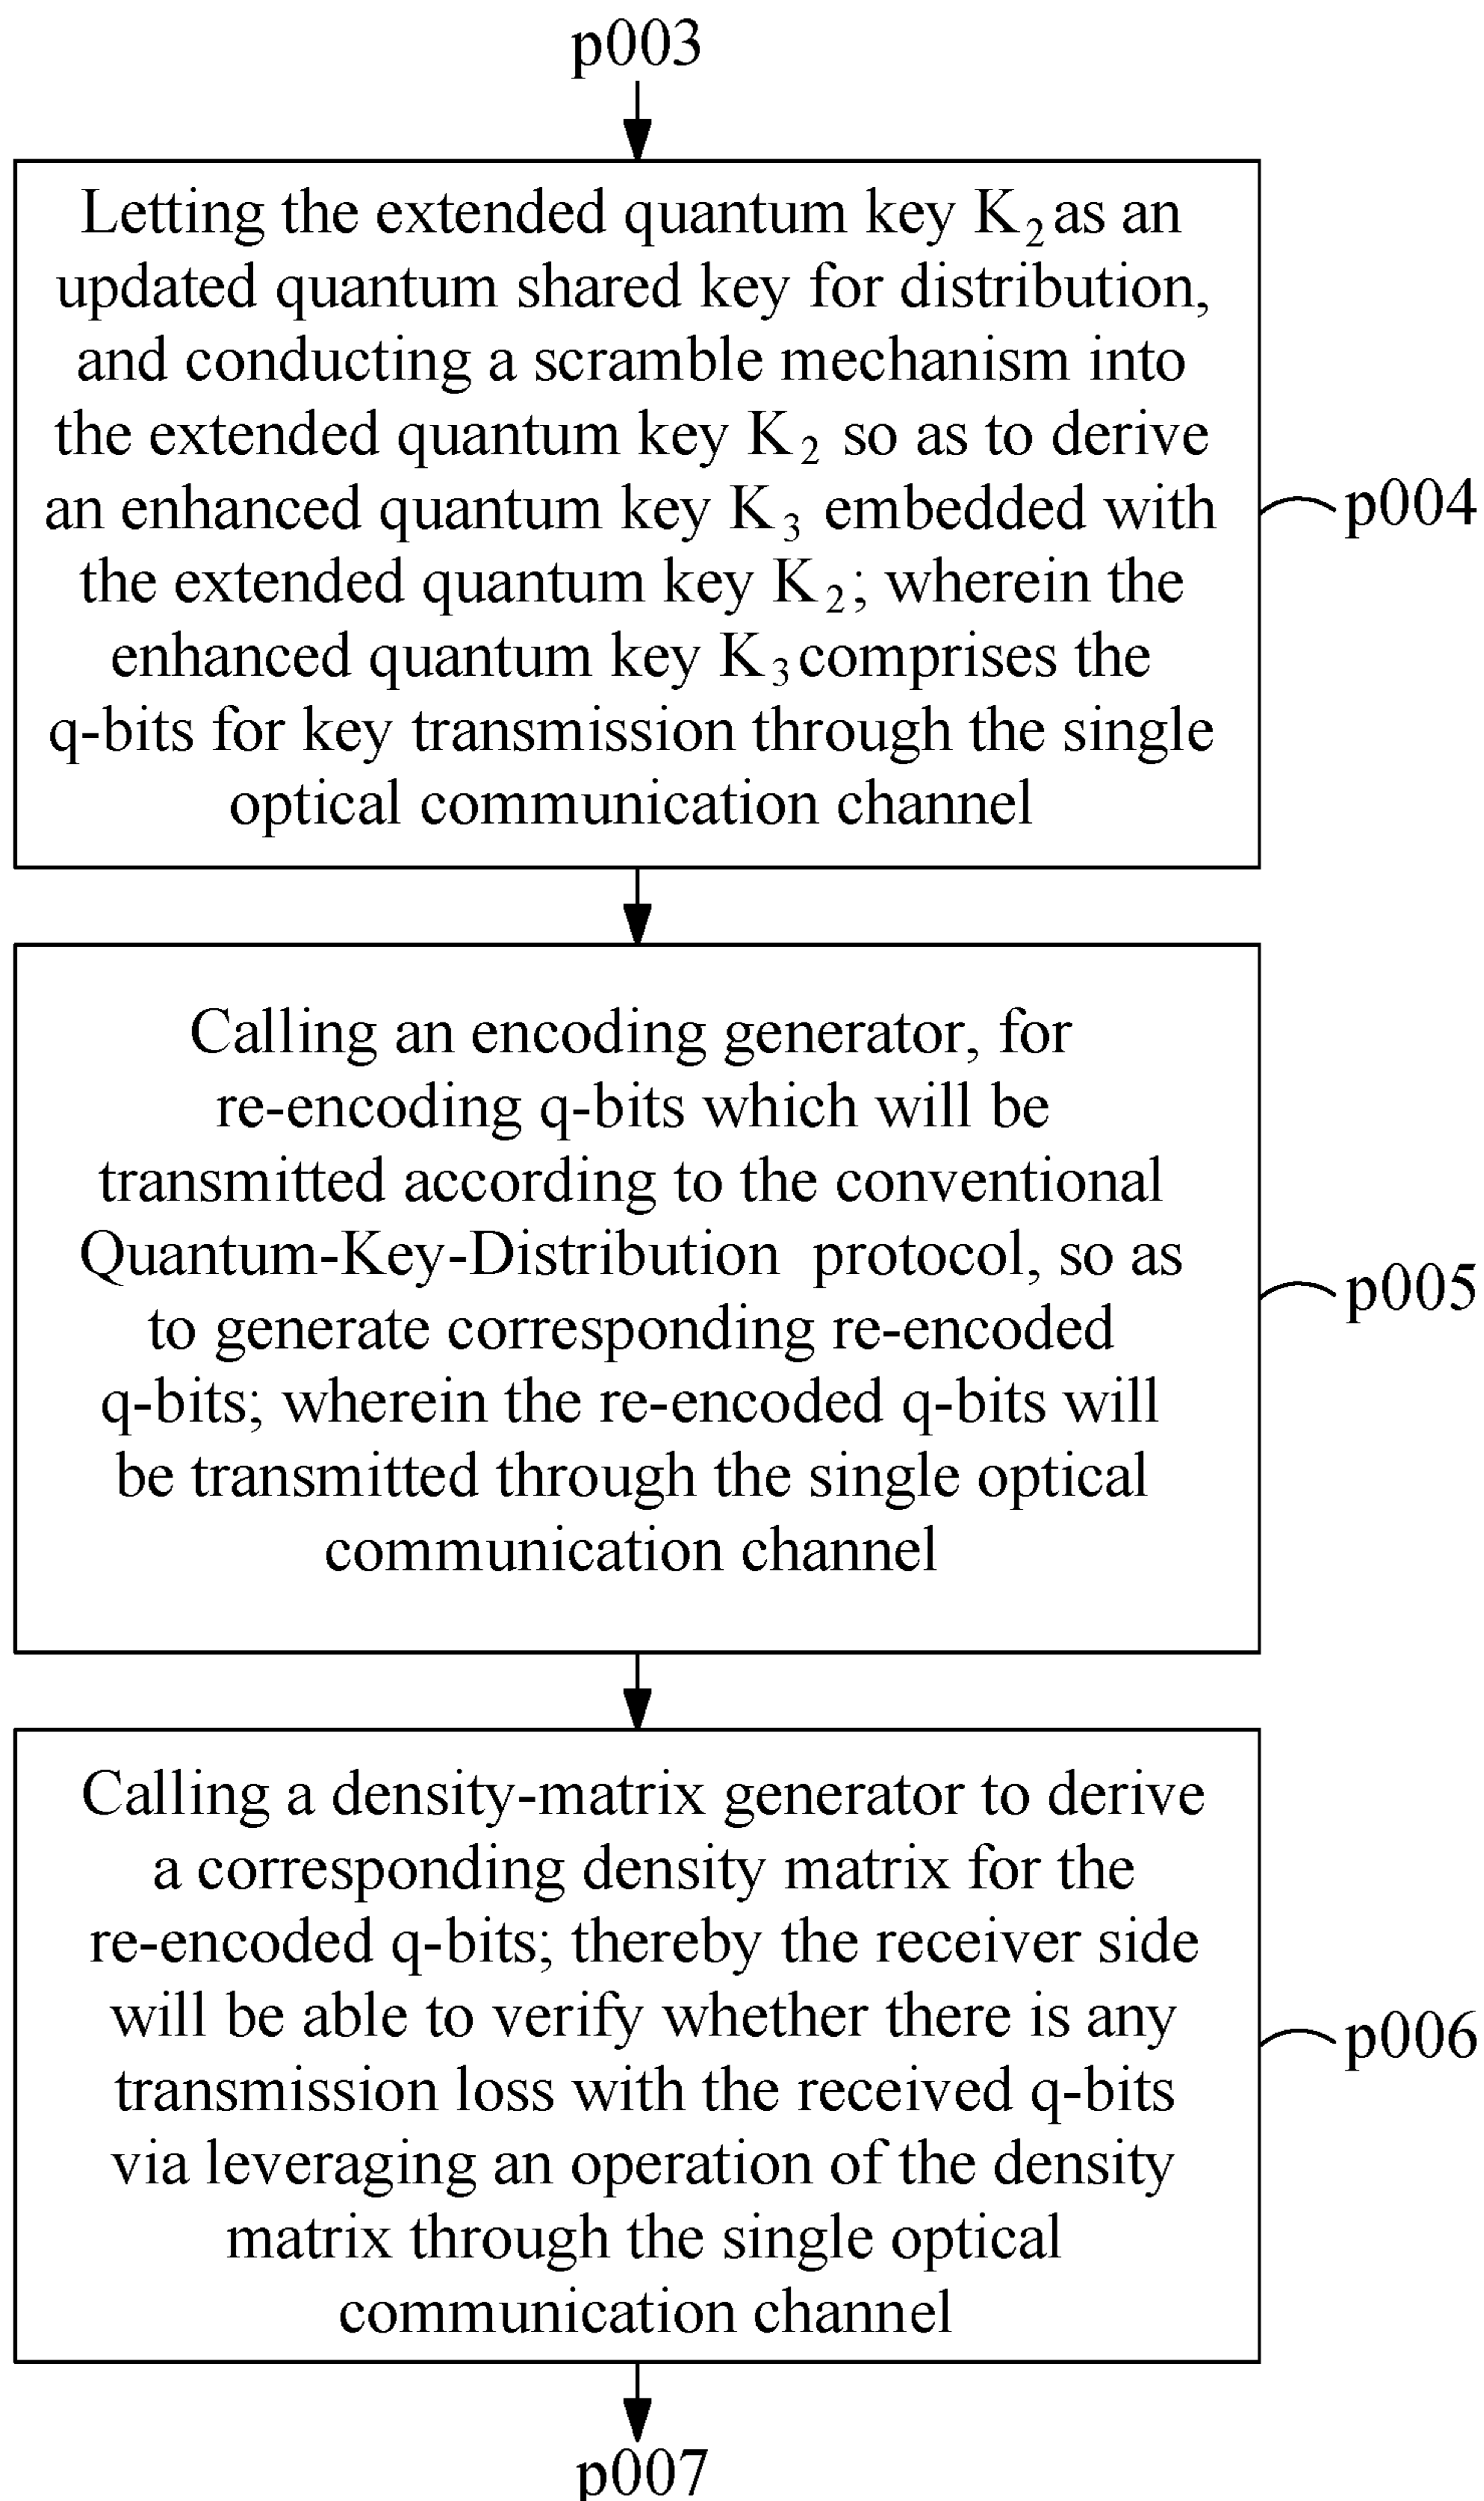 p003
Letting the extended quantum key K₂ as an
updated quantum shared key for distribution,
and conducting a scramble mechanism into
the extended quantum key K₂ so as to derive
an enhanced quantum key K₃ embedded with
the extended quantum key K₂; wherein the
enhanced quantum key K₃ comprises the
q-bits for key transmission through the single
optical communication channel
p004
Calling an encoding generator, for
re-encoding q-bits which will be
transmitted according to the conventional
Quantum-Key-Distribution protocol, so as
to generate corresponding re-encoded
q-bits; wherein the re-encoded q-bits will
be transmitted through the single optical
communication channel
p005
Calling a density-matrix generator to derive
a corresponding density matrix for the
re-encoded q-bits; thereby the receiver side
will be able to verify whether there is any
transmission loss with the received q-bits
via leveraging an operation of the density
matrix through the single optical
communication channel
p006
p007